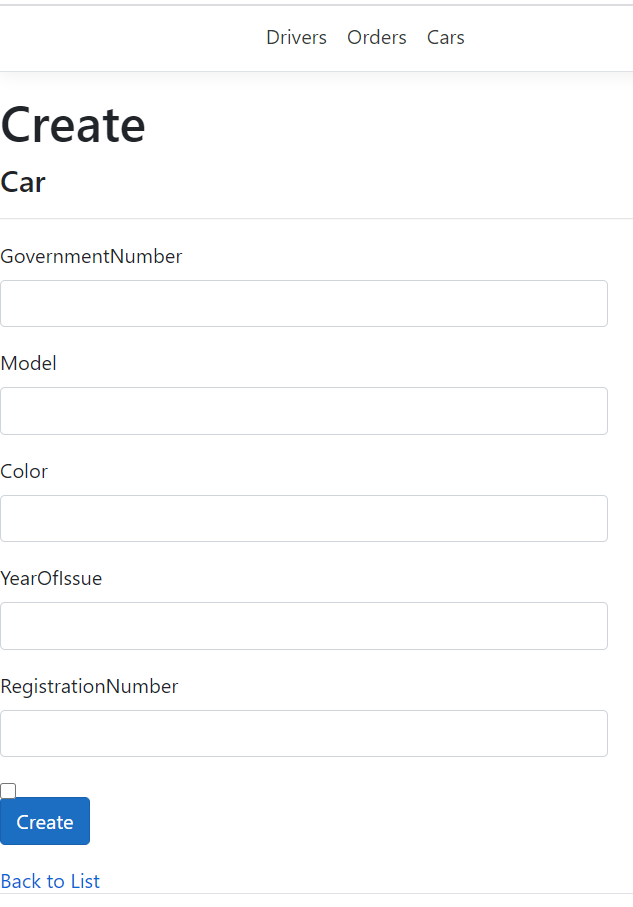 Drivers Orders Cars
Create
Car
GovernmentNumber
Model
Color
YearOfIssue
RegistrationNumber
Create
Back to List